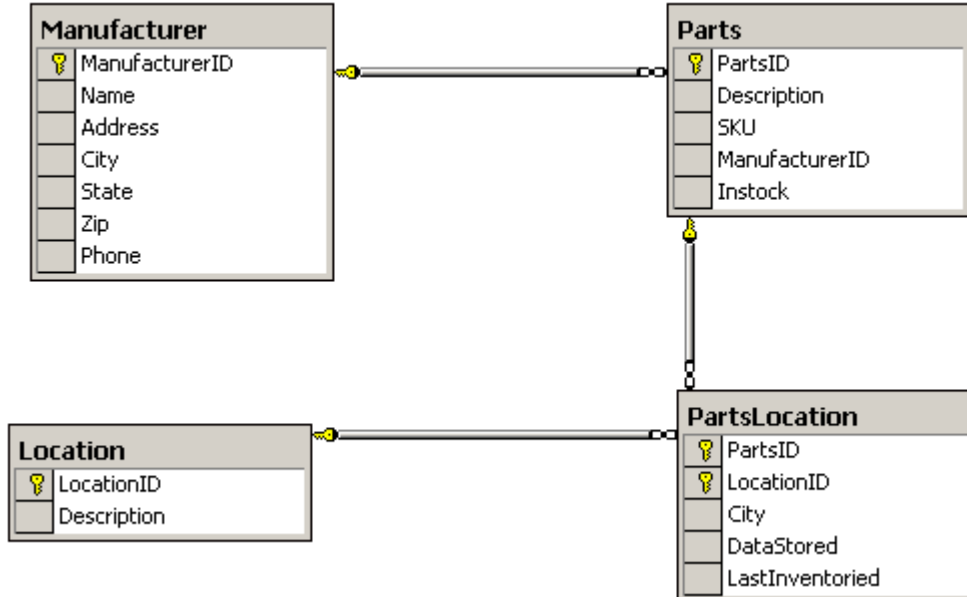 Manufacturer
ManufacturerID
Name
Address
City
State
Zip
Phone
Parts
PartsID
Description
SKU
ManufacturerID
Instock
Location
LocationID
Description
PartsLocation
PartsID
LocationID
City
DataStored
LastInventoried